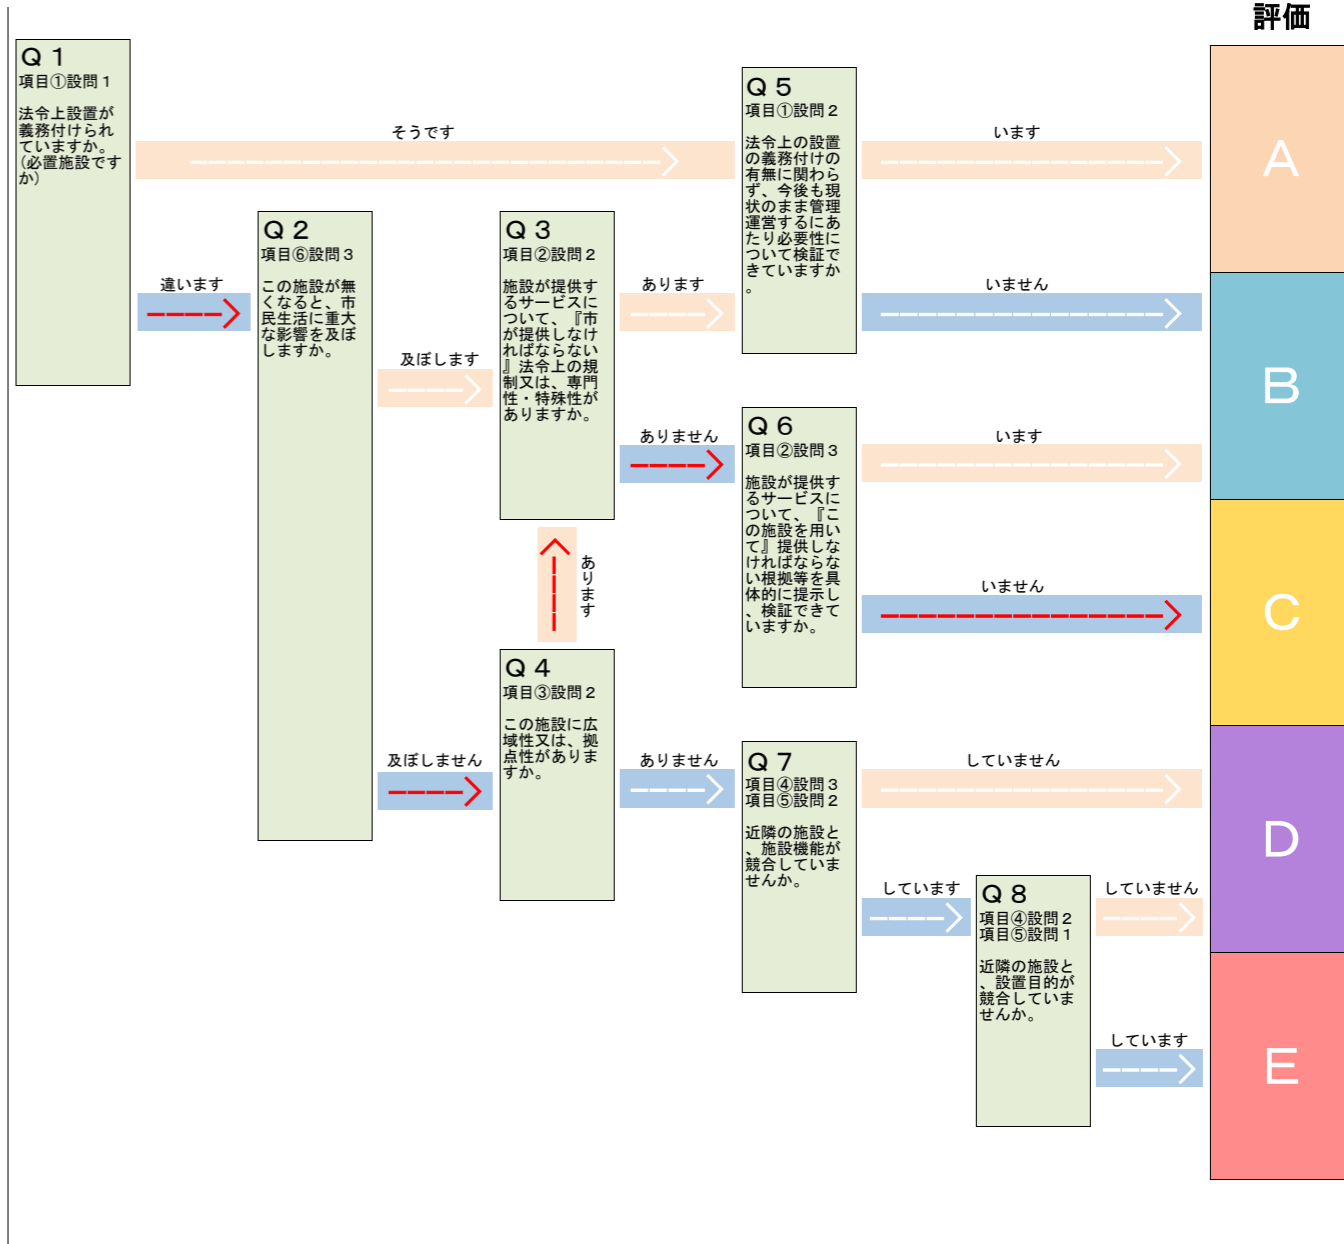 評価
Ｑ１
項目①設問１
法令上設置が
義務付けられ
ていますか。
(必置施設です
か)
そうです
違います
Ｑ２
項目⑥設問３
この施設が無
くなると、市
民生活に重大
な影響を及ぼ
しますか。
及ぼします
及ぼしません
Ｑ３
項目②設問２
施設が提供す
るサービスに
ついて、『市
が提供しなけ
ればならない
』法令上の規
制又は、専門
性・特殊性が
ありますか。
あります
ありません
Ｑ４
項目③設問２
この施設に広
域性又は、拠
点性がありま
すか。
あります
ありません
Ｑ５
項目①設問２
法令上の設置
の義務付けの
有無に関わら
ず、今後も現
状のまま管理
運営するにあ
たり必要性に
ついて検証で
きていますか
。
います
いません
Ｑ６
項目②設問３
施設が提供す
るサービスに
ついて、『こ
の施設を用い
て』提供しな
ければならな
い根拠等を具
体的に提示し
、検証できて
いますか。
います
いません
Ｑ７
項目④設問３
項目⑤設問２
近隣の施設と
、施設機能が
競合していま
せんか。
していません
しています
Ｑ８
項目④設問２
項目⑤設問１
近隣の施設と
、設置目的が
競合していま
せんか。
していません
しています
A
B
C
D
E